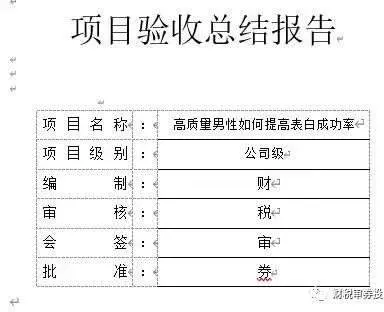 项目验收总结报告
项目名称：高质量男性如何提高表白成功率
项目级别：公司级
编制：财
审核：税
会签：审
批准：券
财税审券投